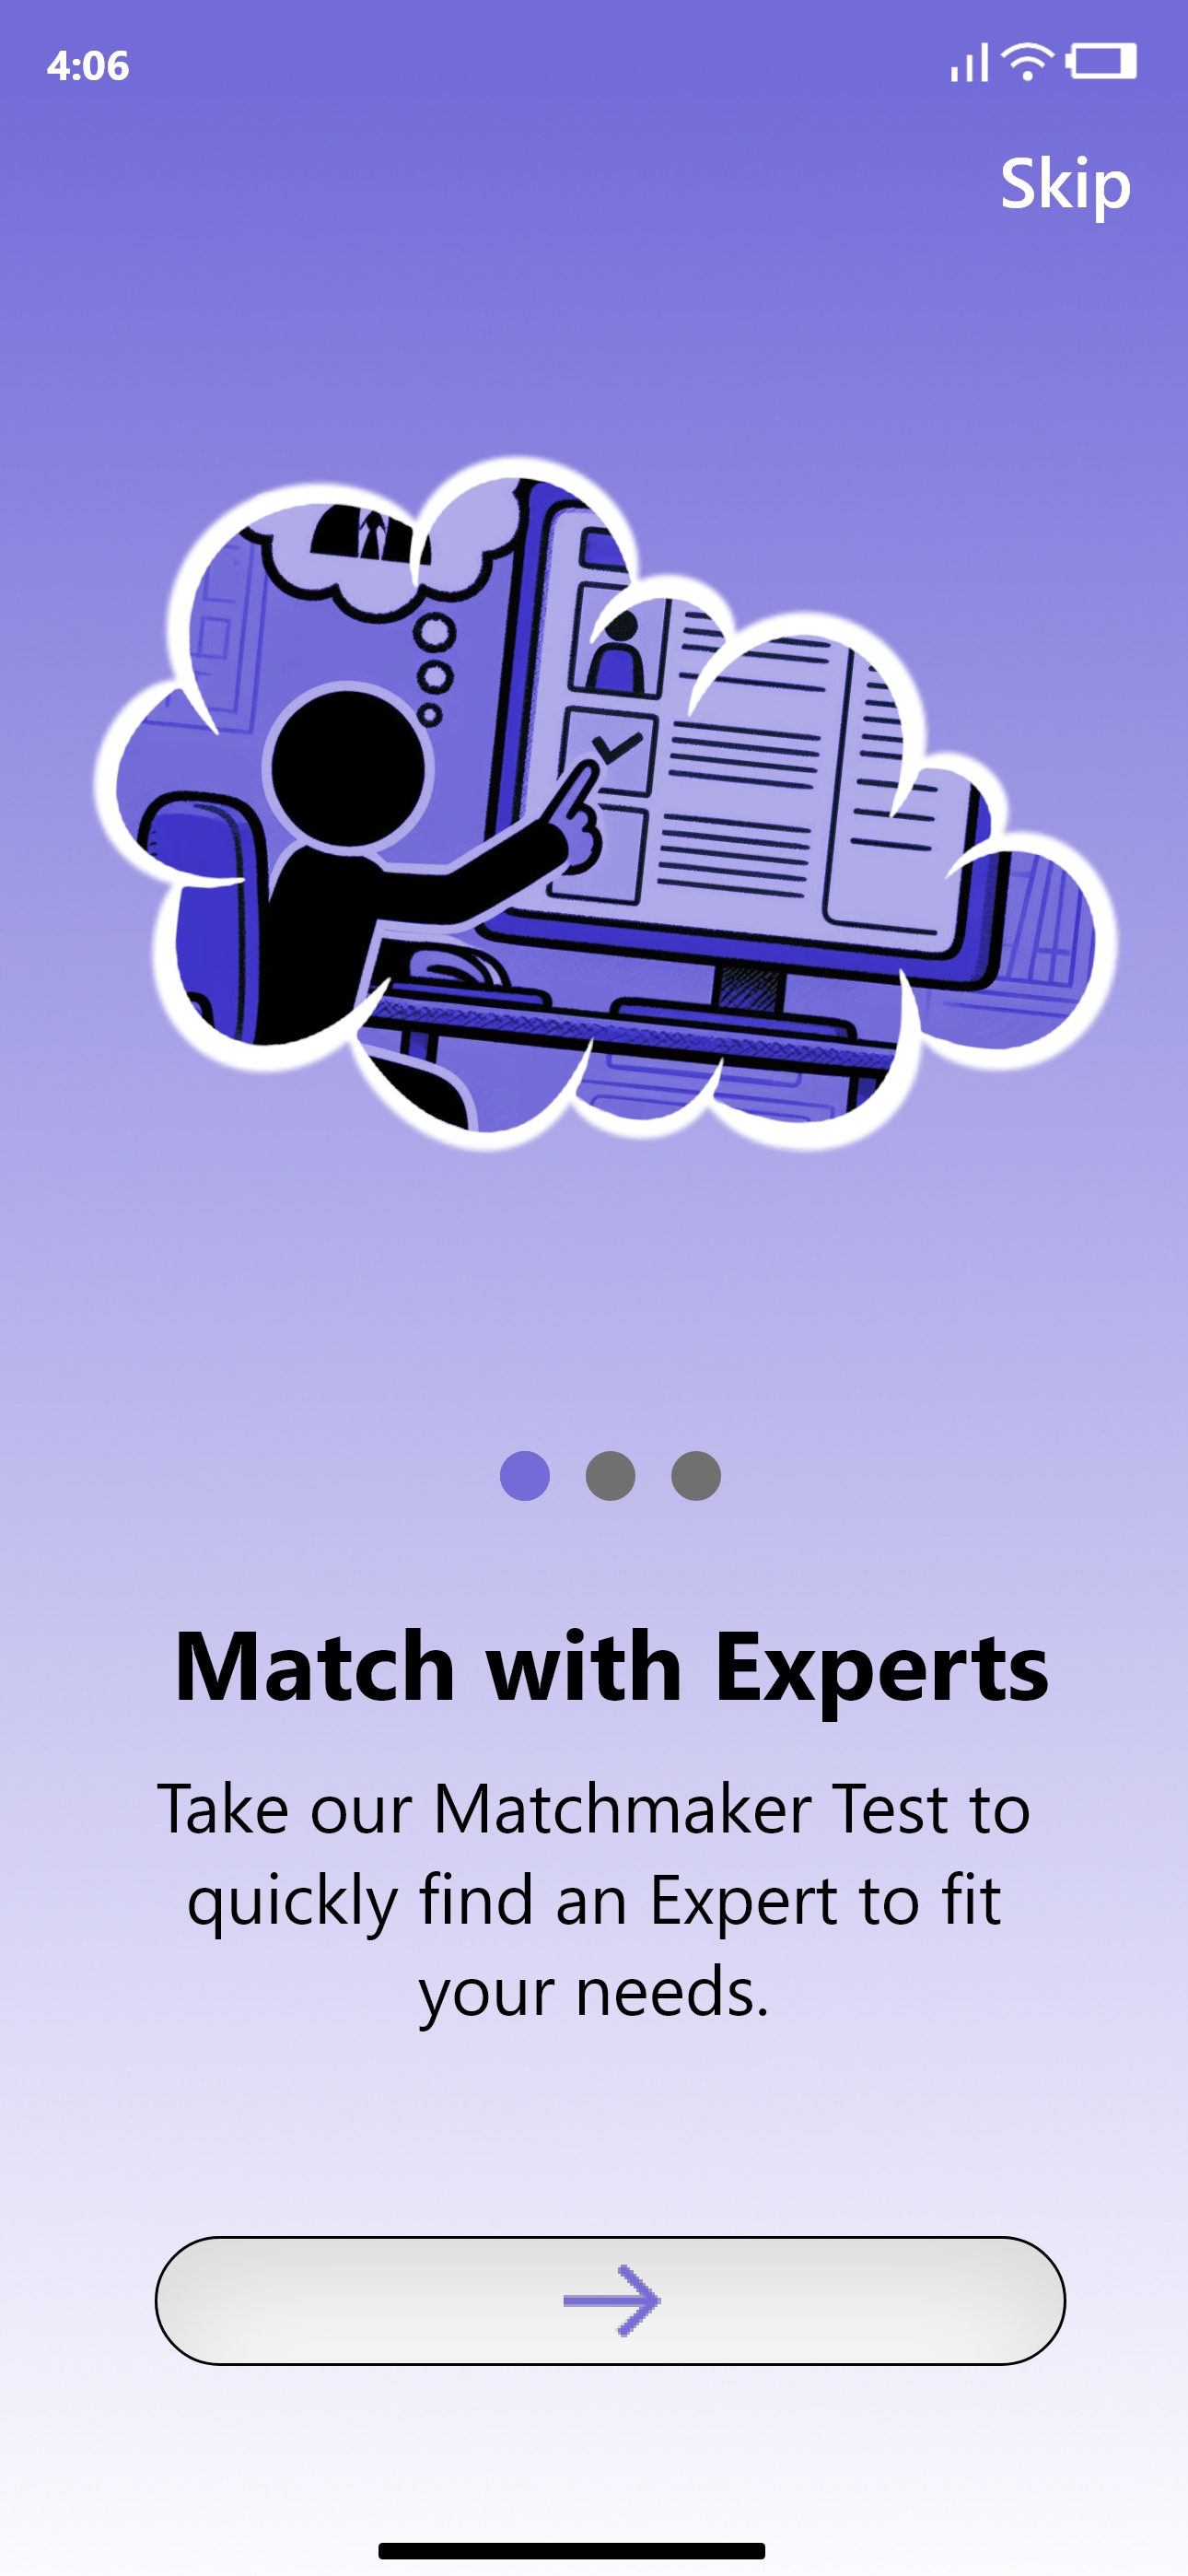 4:06
Skip
Match with Experts
Take our Matchmaker Test to
quickly find an Expert to fit
your needs.